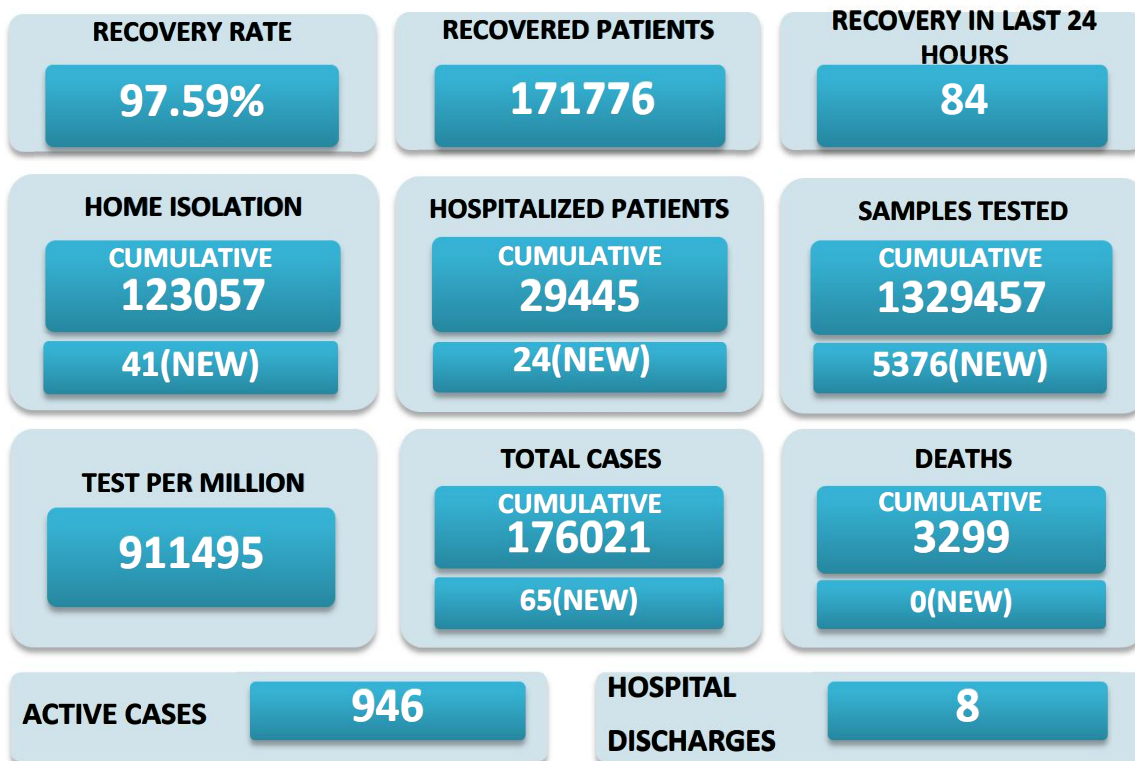 RECOVERY RATE
97.59%
RECOVERED PATIENTS
171776
RECOVERY IN LAST 24
HOURS
84
HOME ISOLATION
CUMULATIVE
123057
41(NEW)
HOSPITALIZED PATIENTS
CUMULATIVE
29445
24(NEW)
SAMPLES TESTED
CUMULATIVE
1329457
5376(NEW)
TEST PER MILLION
911495
TOTAL CASES
CUMULATIVE
176021
65(NEW)
DEATHS
CUMULATIVE
3299
0(NEW)
ACTIVE CASES
946
HOSPITAL
DISCHARGES
8